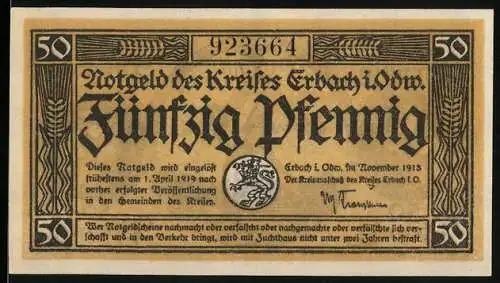 50 923664 50
Notgeld des Kreises Erbach i. Odw.
Fünfzig Pfennig
Dieses Notgeld wird eingelöst
frühestens am 1. April 1919 nach
vorher erfolgter Veröffentlichung
in den Gemeinden des Kreises.
Erbach i. Odw. im November 1918
Der Kreisausschuß des Kreises Erbach i. O.
50 50
Wer Notgeldscheine nachmacht oder verfälscht oder nachgemachte oder verfälschte sich ver-
schafft und in den Verkehr bringt, wird mit Zuchthaus nicht unter zwei Jahren bestraft.